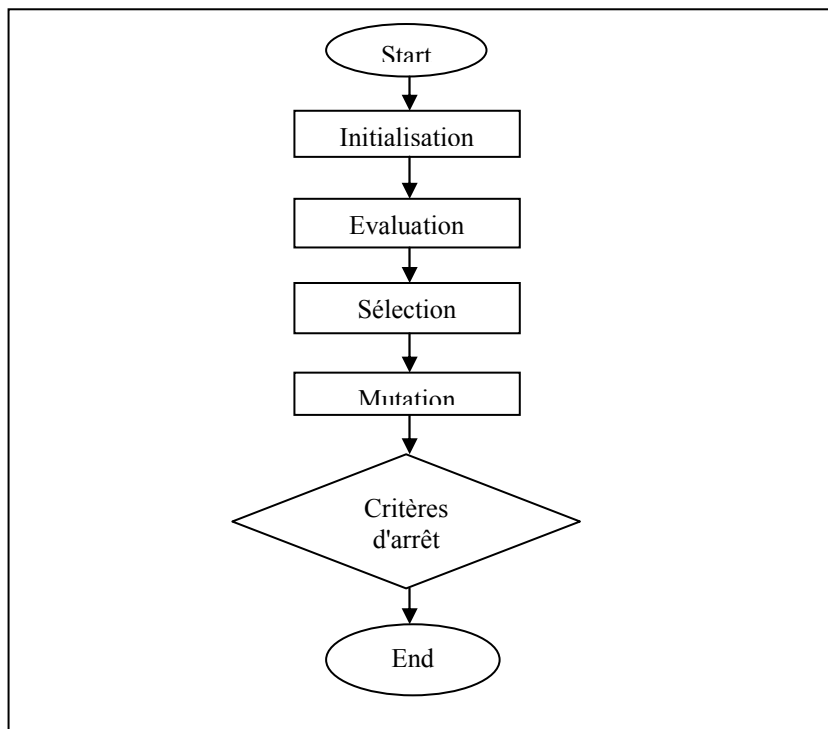 Start
Initialisation
Evaluation
Sélection
Mutation
Critères
d'arrêt
End